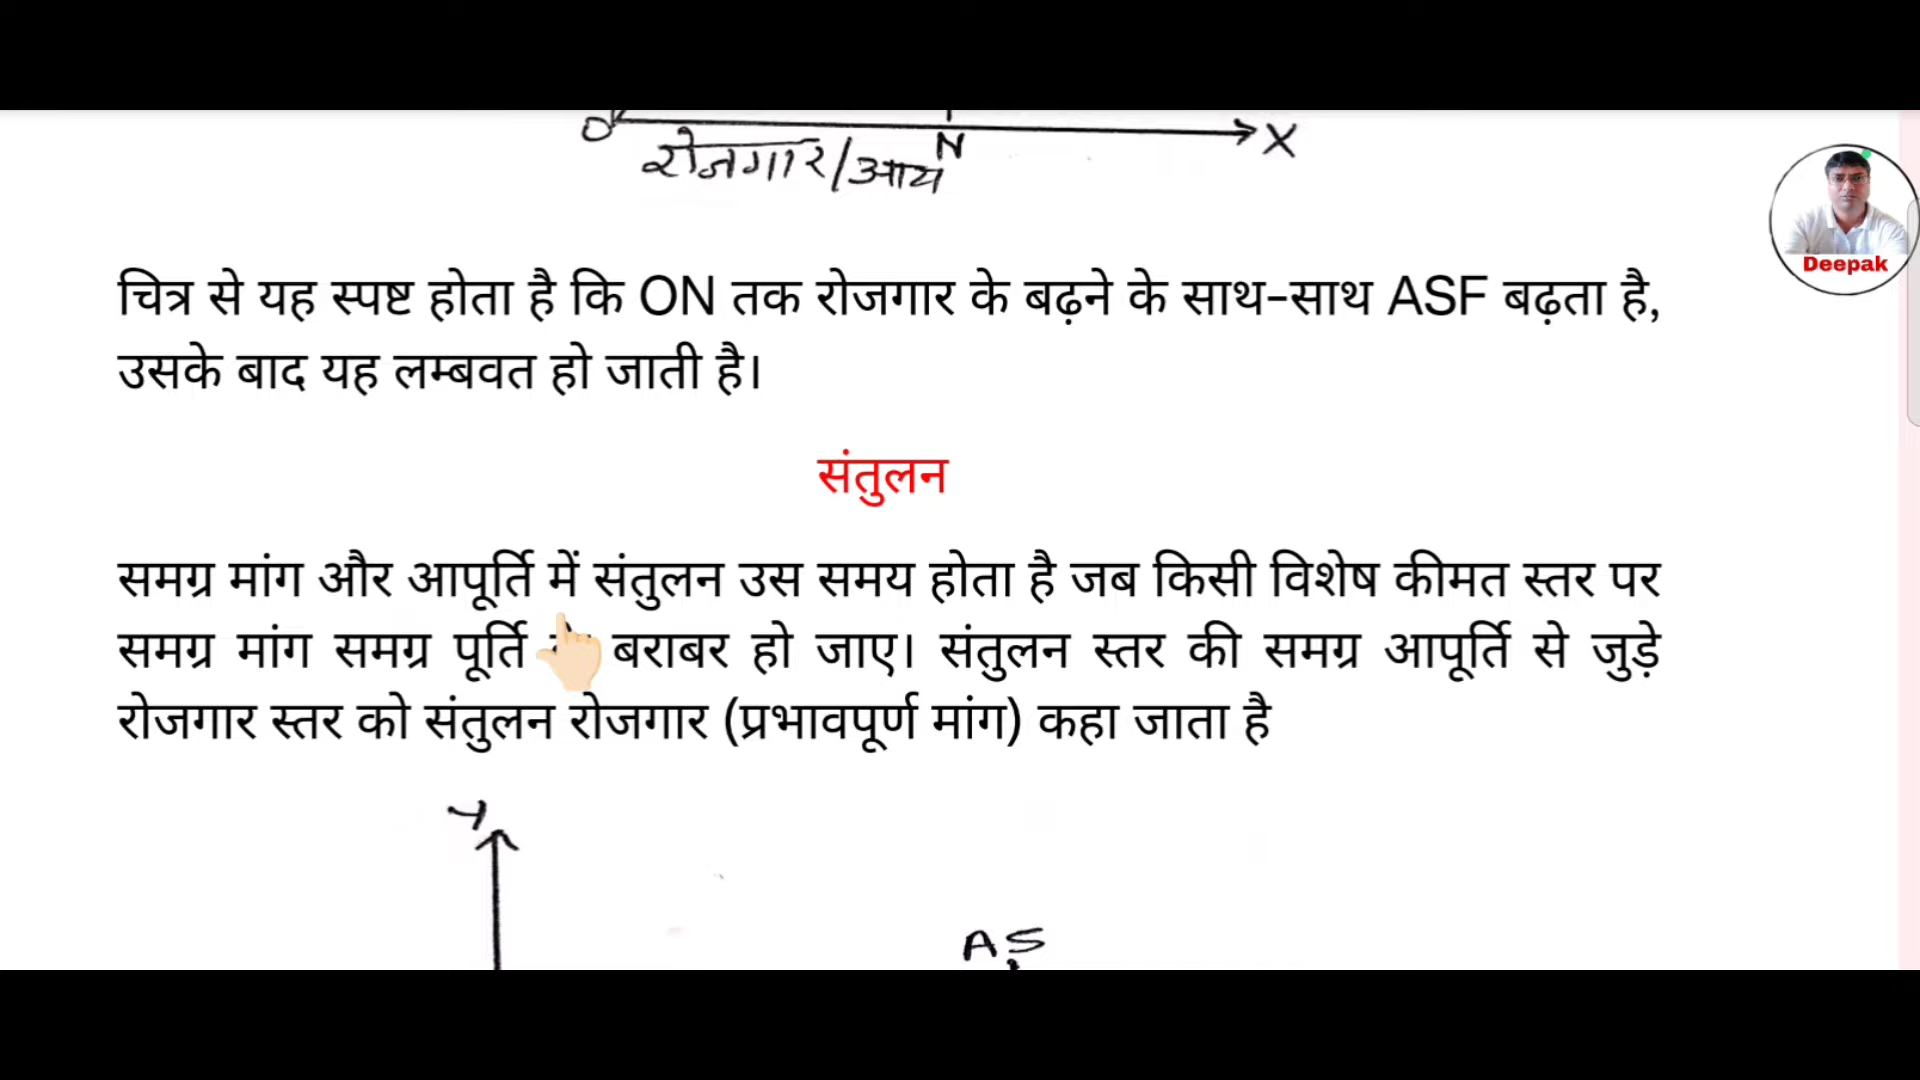 O
N
X
रोजगार/आय
Deepak
चित्र से यह स्पष्ट होता है कि ON तक रोजगार के बढ़ने के साथ-साथ ASF बढ़ता है,
उसके बाद यह लम्बवत हो जाती है।
संतुलन
समग्र मांग और आपूर्ति में संतुलन उस समय होता है जब किसी विशेष कीमत स्तर पर
समग्र मांग समग्र पूर्ति बराबर हो जाए। संतुलन स्तर की समग्र आपूर्ति से जुड़े
रोजगार स्तर को संतुलन रोजगार (प्रभावपूर्ण मांग) कहा जाता है
Y
AS